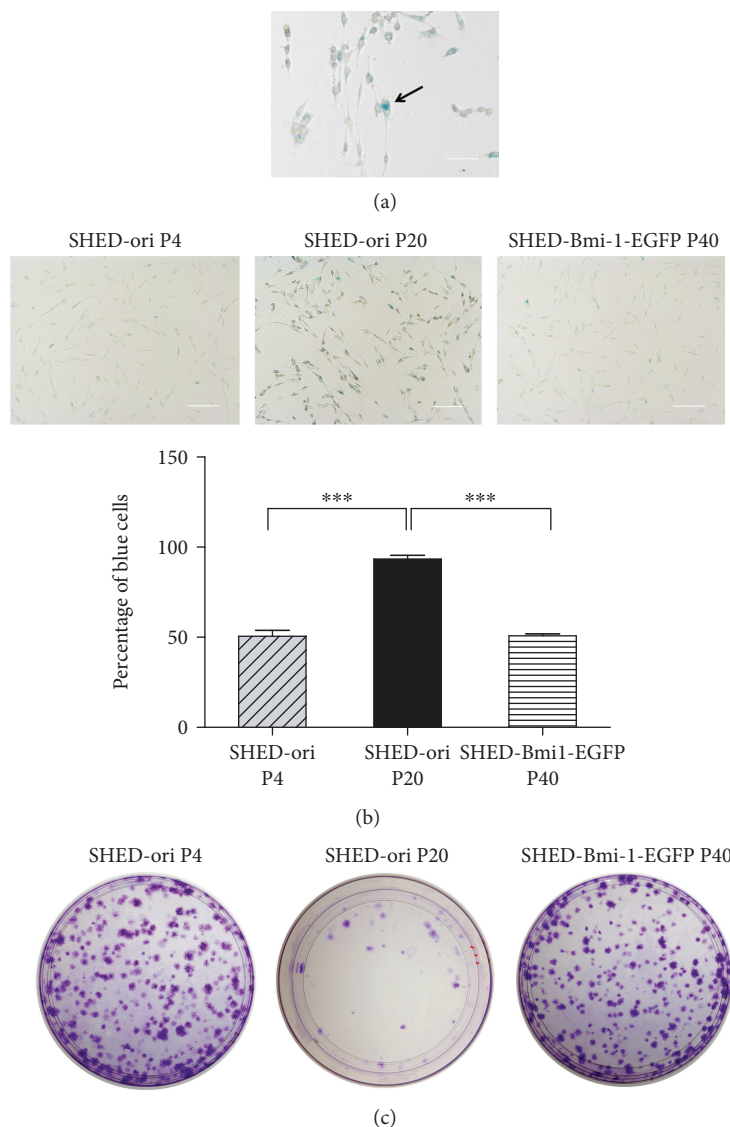 (a)
SHED-ori P4 SHED-ori P20 SHED-Bmi-1-EGFP P40
150
*** ***
100
50
0
Percentage of blue cells
SHED-ori SHED-ori SHED-Bmi1-EGFP
P4 P20 P40
(b)
SHED-ori P4 SHED-ori P20 SHED-Bmi-1-EGFP P40
(c)